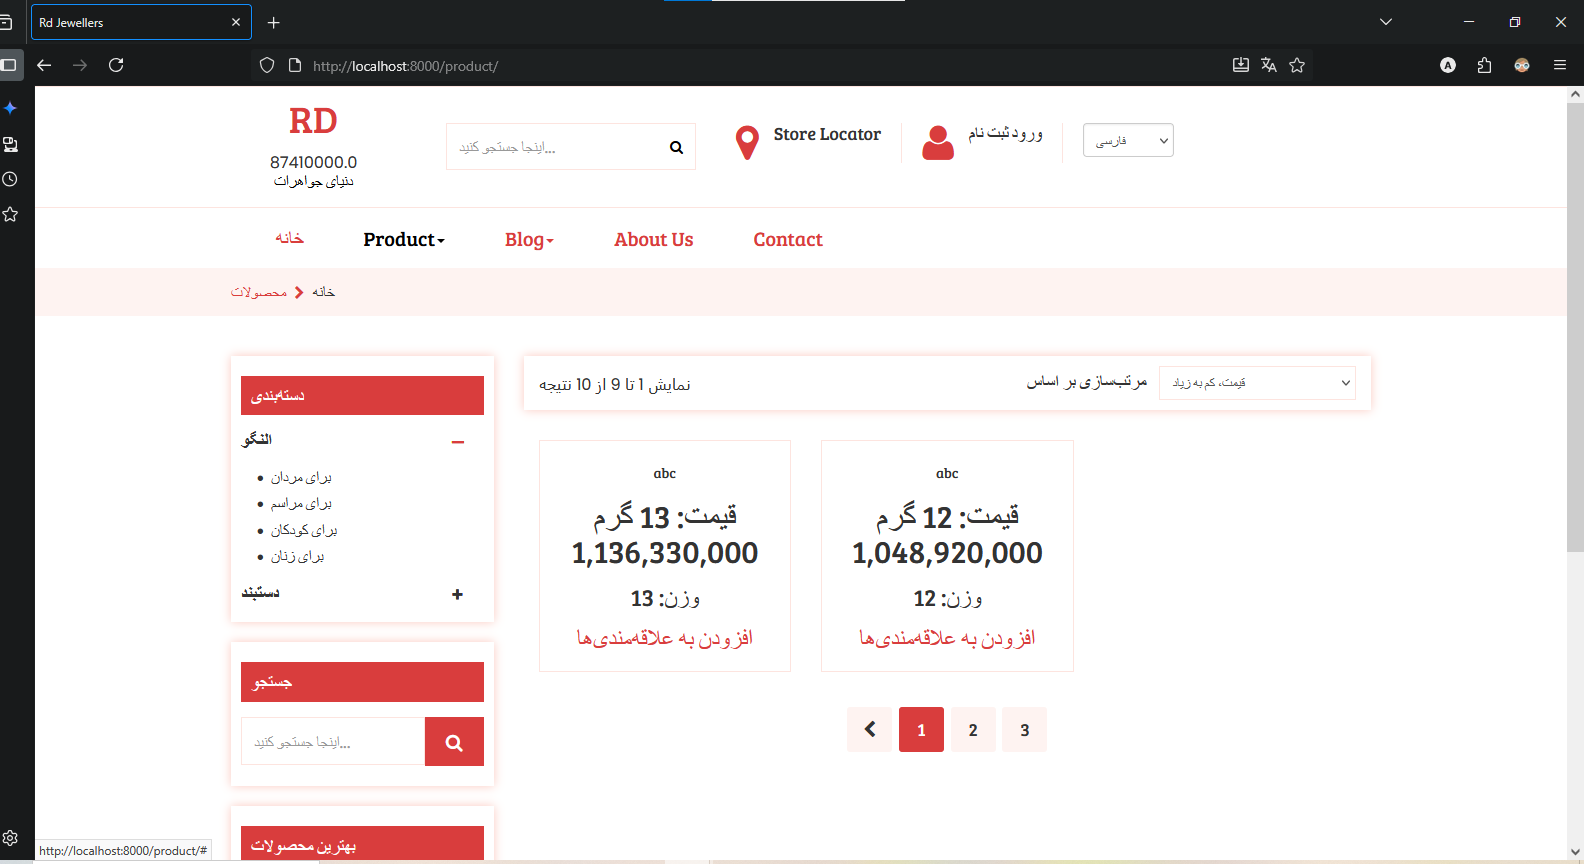 Rd Jewellers
http://localhost:8000/product/
RD
87410000.0
دنیای جواهرات
اینجا جستجو کنید...
Store Locator
ورود ثبت نام
فارسی
خانه
Product
Blog
About Us
Contact
خانه
محصولات
دسته‌بندی
النگو
برای مردان
برای مراسم
برای کودکان
برای زنان
دستبند
جستجو
اینجا جستجو کنید...
بهترین محصولات
نمایش 1 تا 9 از 10 نتیجه
مرتب‌سازی بر اساس
قیمت، کم به زیاد
abc
قیمت: 13 گرم
1,136,330,000
وزن: 13
افزودن به علاقه‌مندی‌ها
abc
قیمت: 12 گرم
1,048,920,000
وزن: 12
افزودن به علاقه‌مندی‌ها
1
2
3
http://localhost:8000/product/#